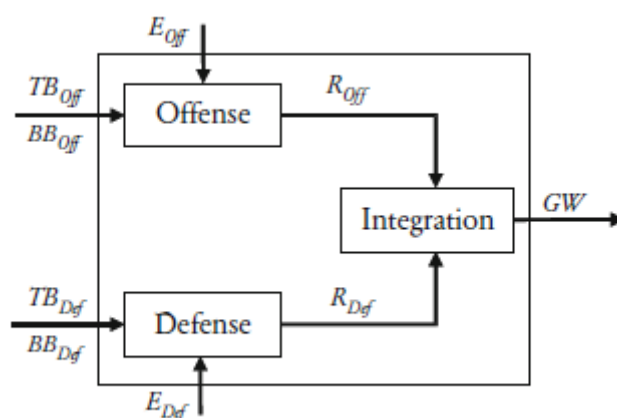 E_Off
TB_Off
BB_Off
Offense
R_Off
Integration
GW
TB_Def
BB_Def
Defense
R_Def
E_Def